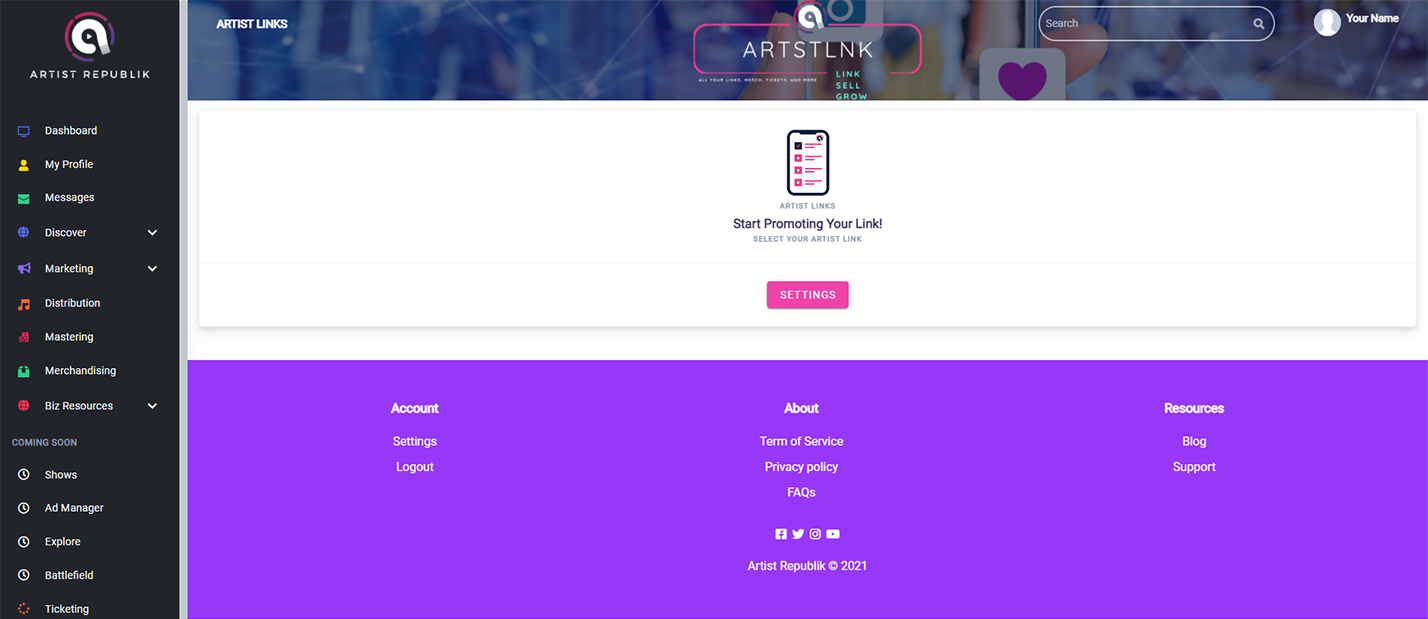 ARTIST REPUBLIK
Dashboard
My Profile
Messages
Discover
Marketing
Distribution
Mastering
Merchandising
Biz Resources
COMING SOON
Shows
Ad Manager
Explore
Battlefield
Ticketing
ARTIST LINKS
ARTSTLNK
ALL YOUR LINKS, MERCH, TICKETS, AND MORE
LINK
SELL
GROW
Search
Your Name
ARTIST LINKS
Start Promoting Your Link!
SELECT YOUR ARTIST LINK
SETTINGS
Account
Settings
Logout
About
Term of Service
Privacy policy
FAQs
Resources
Blog
Support
Artist Republik © 2021